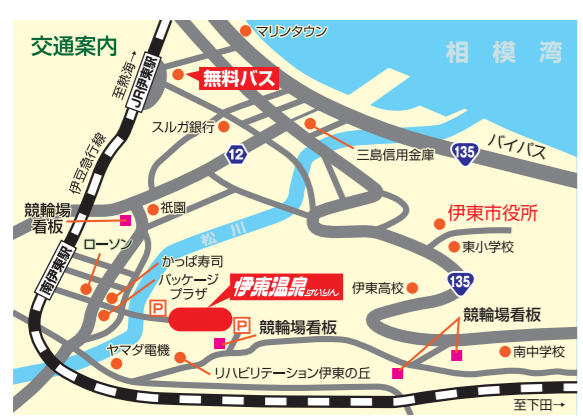 交通案内
マリンタウン
相模湾
至熱海→
JR伊東駅
無料バス
スルガ銀行
12
三島信用金庫
135
バイパス
伊豆急行線
競輪場
看板
祇園
松川
伊東市役所
東小学校
ローソン
南伊東駅
かっぱ寿司
パッケージ
プラザ
P
伊東温泉けいりん
伊東高校
135
P
競輪場看板
競輪場看板
ヤマダ電機
リハビリテーション伊東の丘
南中学校
至下田→